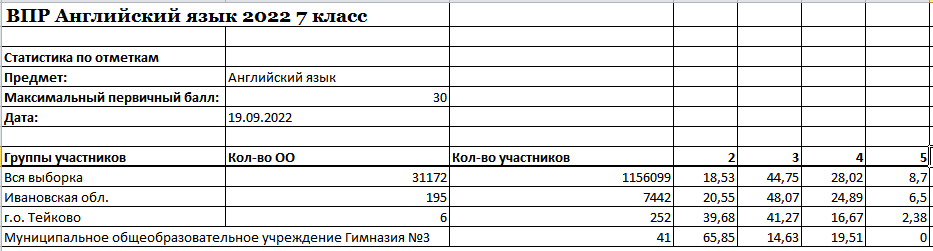 ВПР Английский язык 2022 7 класс
Статистика по отметкам
Предмет: Английский язык
Максимальный первичный балл: 30
Дата: 19.09.2022
Группы участников Кол-во ОО Кол-во участников 2 3 4 5
Вся выборка 31172 1156099 18,53 44,75 28,02 8,7
Ивановская обл. 195 7442 20,55 48,07 24,89 6,5
г.о. Тейково 6 252 39,68 41,27 16,67 2,38
Муниципальное общеобразовательное учреждение Гимназия №3 41 65,85 14,63 19,51 0